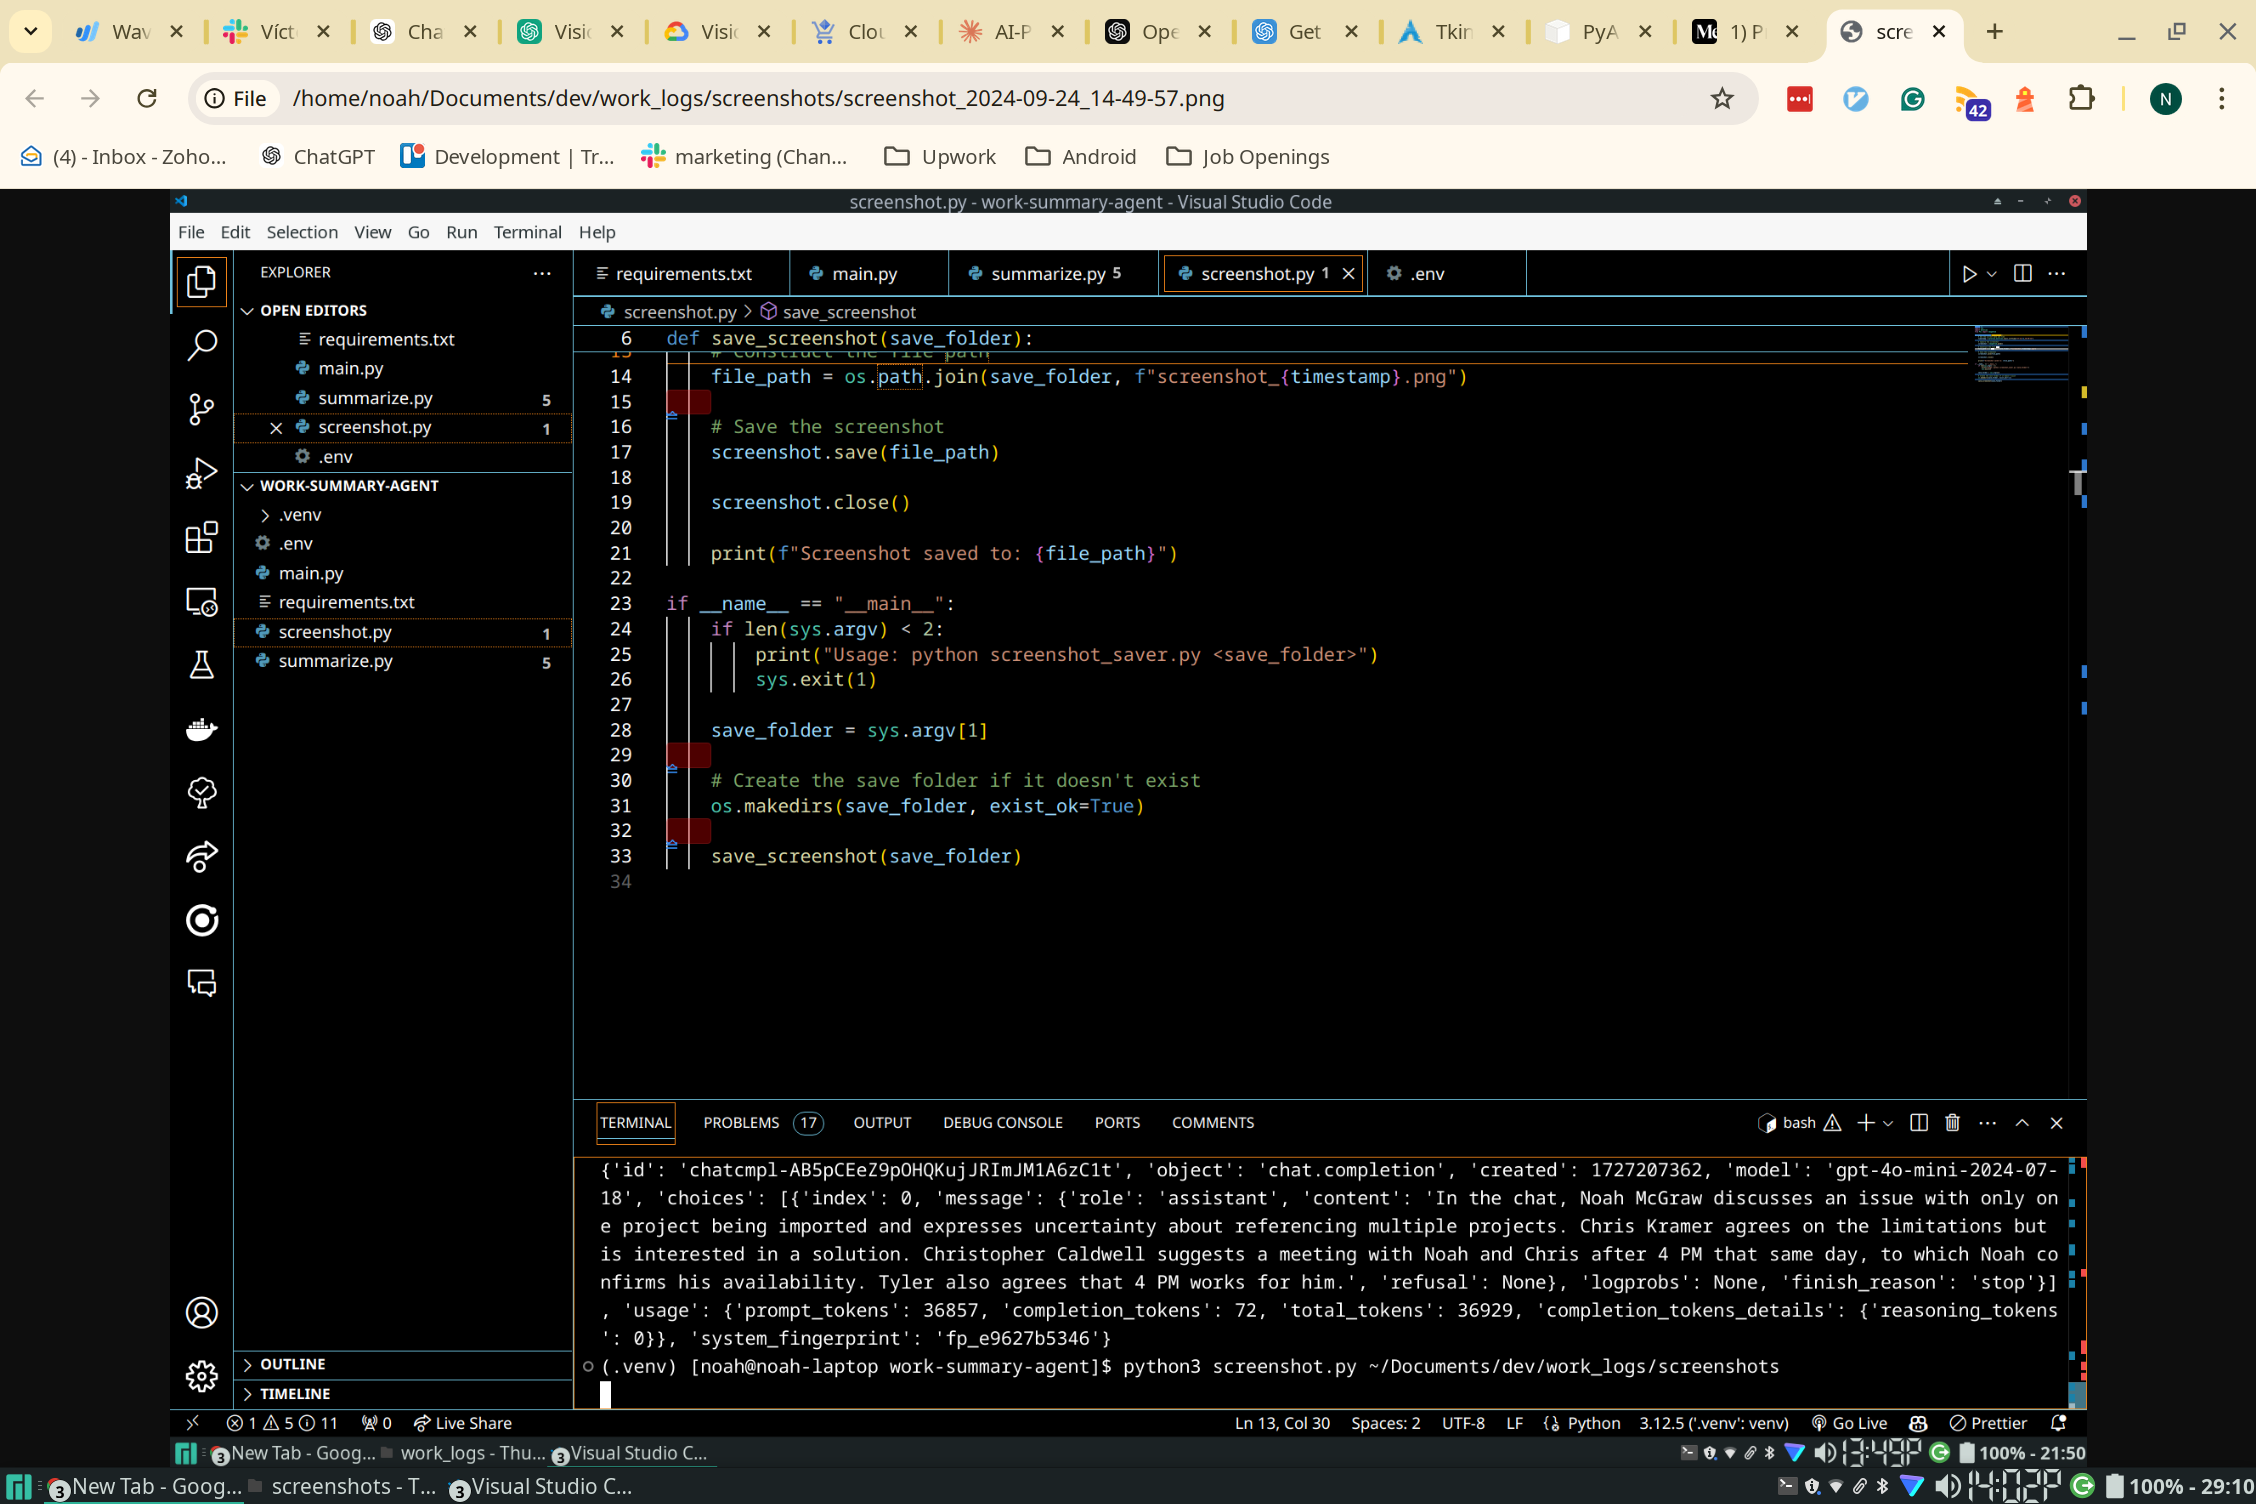 Wav
Víct
Cha
Visio
Visio
Clou
AI-P
Ope
Get
Tkin
PyA
1) P
scre
File
/home/noah/Documents/dev/work_logs/screenshots/screenshot_2024-09-24_14-49-57.png
42
N
(4) - Inbox - Zoho...
ChatGPT
Development | Tr...
marketing (Chan...
Upwork
Android
Job Openings
screenshot.py - work-summary-agent - Visual Studio Code
File Edit Selection View Go Run Terminal Help
EXPLORER
OPEN EDITORS
requirements.txt
main.py
summarize.py 5
screenshot.py 1
.env
WORK-SUMMARY-AGENT
.venv
.env
main.py
requirements.txt
screenshot.py 1
summarize.py 5
OUTLINE
TIMELINE
requirements.txt
main.py
summarize.py 5
screenshot.py 1
.env
screenshot.py > save_screenshot
6 def save_screenshot(save_folder):
13 # Construct the file path
14 file_path = os.path.join(save_folder, f"screenshot_{timestamp}.png")
15
16 # Save the screenshot
17 screenshot.save(file_path)
18
19 screenshot.close()
20
21 print(f"Screenshot saved to: {file_path}")
22
23 if __name__ == "__main__":
24 if len(sys.argv) < 2:
25 print("Usage: python screenshot_saver.py <save_folder>")
26 sys.exit(1)
27
28 save_folder = sys.argv[1]
29
30 # Create the save folder if it doesn't exist
31 os.makedirs(save_folder, exist_ok=True)
32
33 save_screenshot(save_folder)
34
TERMINAL PROBLEMS 17 OUTPUT DEBUG CONSOLE PORTS COMMENTS
bash
{'id': 'chatcmpl-AB5pCEeZ9pOHQKujJRImJM1A6zC1t', 'object': 'chat.completion', 'created': 1727207362, 'model': 'gpt-4o-mini-2024-07-
18', 'choices': [{'index': 0, 'message': {'role': 'assistant', 'content': 'In the chat, Noah McGraw discusses an issue with only on
e project being imported and expresses uncertainty about referencing multiple projects. Chris Kramer agrees on the limitations but
is interested in a solution. Christopher Caldwell suggests a meeting with Noah and Chris after 4 PM that same day, to which Noah co
nfirms his availability. Tyler also agrees that 4 PM works for him.', 'refusal': None}, 'logprobs': None, 'finish_reason': 'stop'}]
, 'usage': {'prompt_tokens': 36857, 'completion_tokens': 72, 'total_tokens': 36929, 'completion_tokens_details': {'reasoning_tokens
': 0}}, 'system_fingerprint': 'fp_e9627b5346'}
(.venv) [noah@noah-laptop work-summary-agent]$ python3 screenshot.py ~/Documents/dev/work_logs/screenshots
1 5 11 0 Live Share
Ln 13, Col 30 Spaces: 2 UTF-8 LF Python 3.12.5 ('.venv': venv) Go Live Prettier
3 New Tab - Goog... work_logs - Thu... 3 Visual Studio C...
13:49P 100% - 21:50
3 New Tab - Goog... screenshots - T... 3 Visual Studio C...
14:02P 100% - 29:10